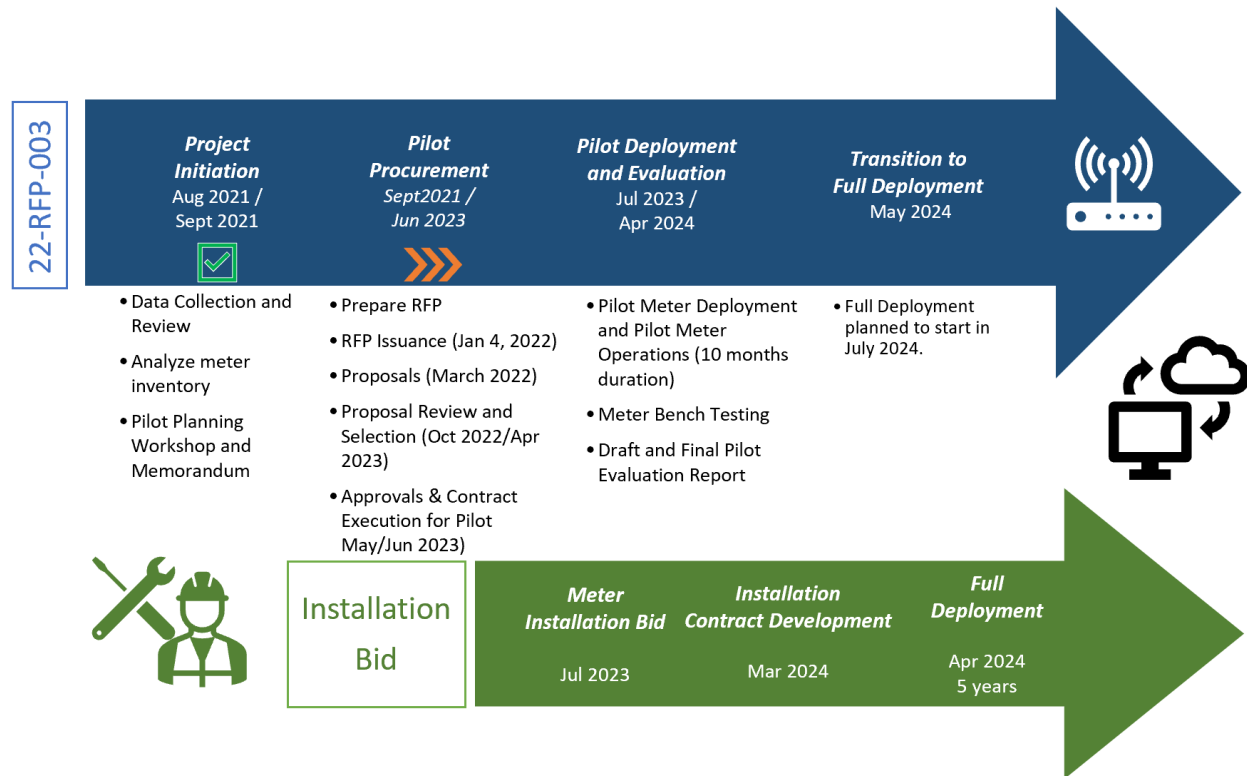 22-RFP-003
Project
Initiation
Aug 2021 /
Sept 2021
Pilot
Procurement
Sept2021 /
Jun 2023
Pilot Deployment
and Evaluation
Jul 2023 /
Apr 2024
Transition to
Full Deployment
May 2024
• Data Collection and
Review
• Analyze meter
inventory
• Pilot Planning
Workshop and
Memorandum
• Prepare RFP
• RFP Issuance (Jan 4, 2022)
• Proposals (March 2022)
• Proposal Review and
Selection (Oct 2022/Apr
2023)
• Approvals & Contract
Execution for Pilot
May/Jun 2023)
• Pilot Meter Deployment
and Pilot Meter
Operations (10 months
duration)
• Meter Bench Testing
• Draft and Final Pilot
Evaluation Report
• Full Deployment
planned to start in
July 2024.
Installation
Bid
Meter
Installation Bid
Jul 2023
Installation
Contract Development
Mar 2024
Full
Deployment
Apr 2024
5 years